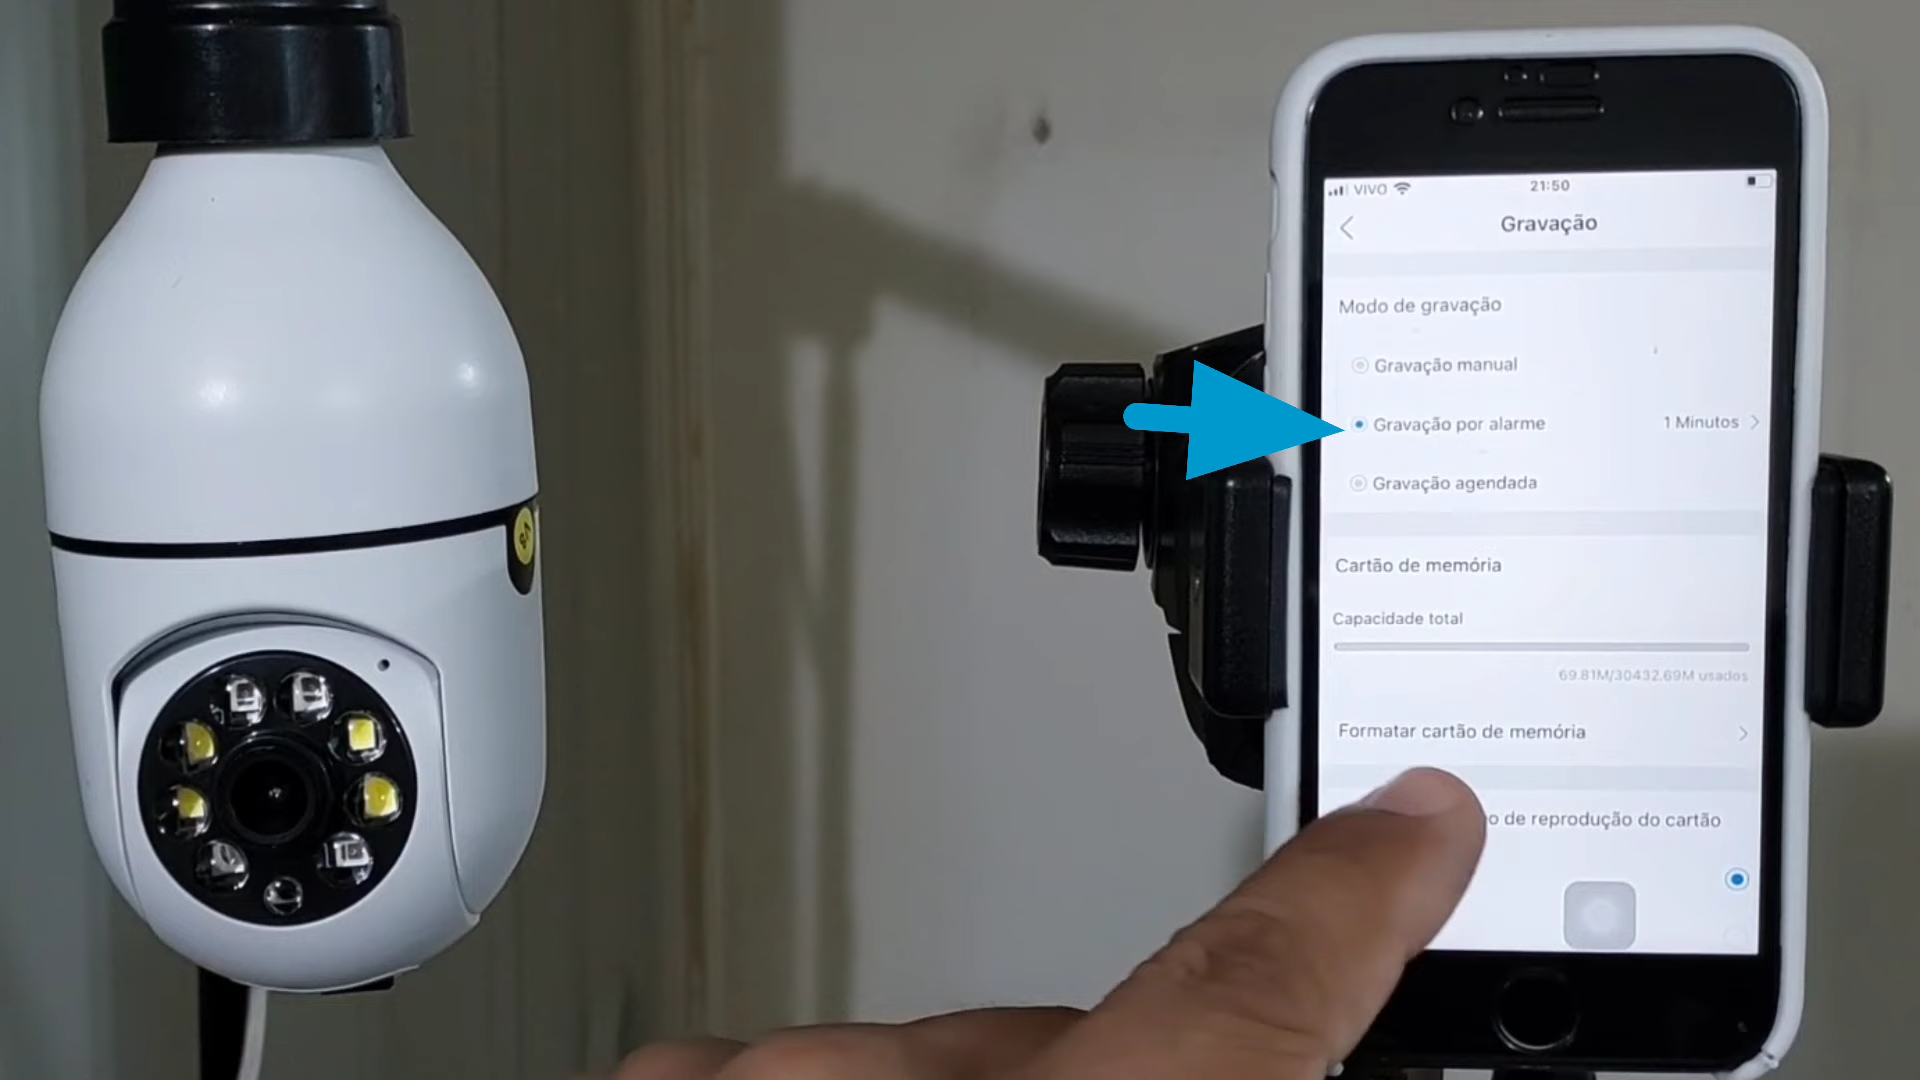 VIVO 21:50
Gravação
Modo de gravação
Gravação manual
Gravação por alarme 1 Minutos
Gravação agendada
Cartão de memória
Capacidade total
69.81M/30432.69M usados
Formatar cartão de memória
de reprodução do cartão